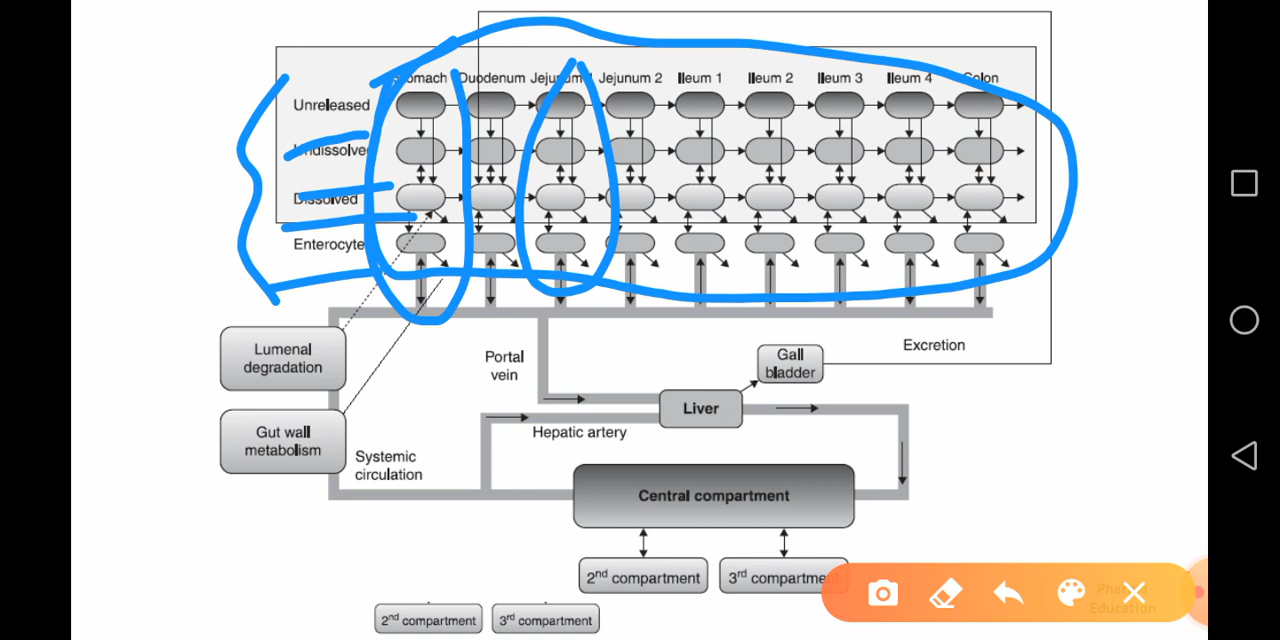 Stomach Duodenum Jejunum 1 Jejunum 2 Ileum 1 Ileum 2 Ileum 3 Ileum 4 Colon
Unreleased
Undissolved
Dissolved
Enterocyte
Excretion
Lumenal
degradation
Portal
vein
Gall
bladder
Liver
Gut wall
metabolism
Hepatic artery
Systemic
circulation
Central compartment
2nd compartment
3rd compartme
2nd compartment
3rd compartment
Education